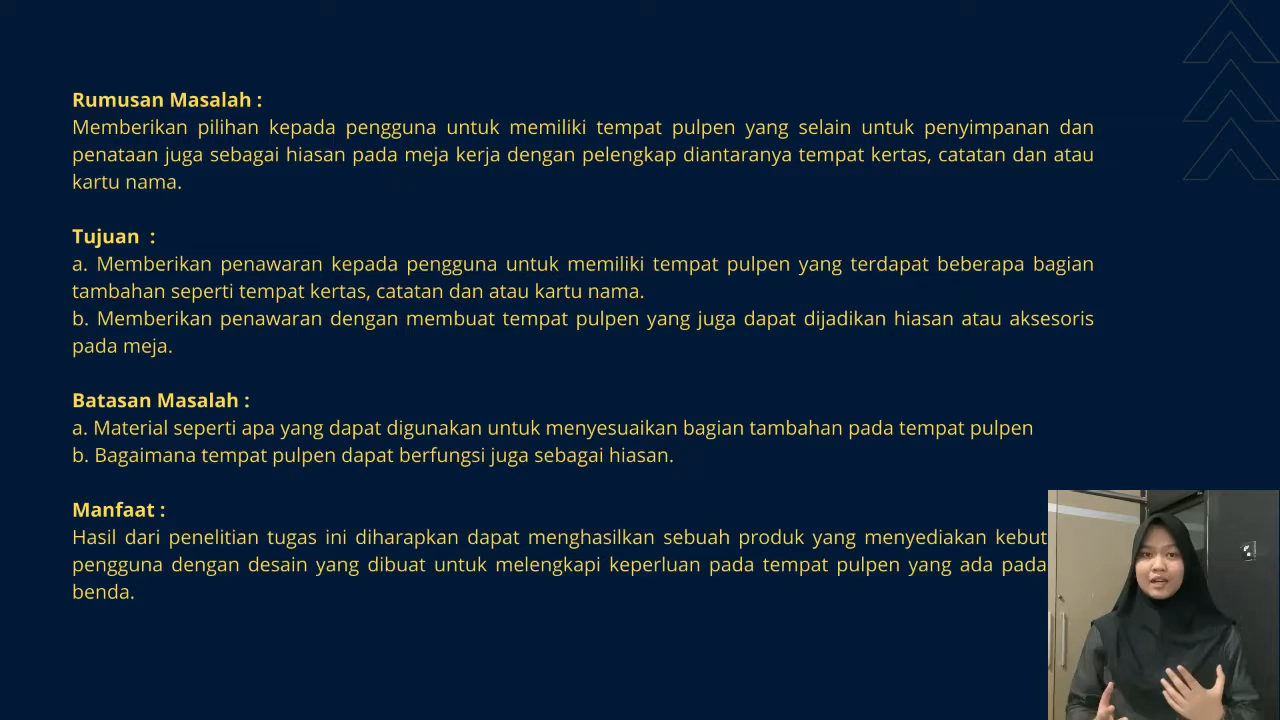 Rumusan Masalah :
Memberikan pilihan kepada pengguna untuk memiliki tempat pulpen yang selain untuk penyimpanan dan
penataan juga sebagai hiasan pada meja kerja dengan pelengkap diantaranya tempat kertas, catatan dan atau
kartu nama.
Tujuan :
a. Memberikan penawaran kepada pengguna untuk memiliki tempat pulpen yang terdapat beberapa bagian
tambahan seperti tempat kertas, catatan dan atau kartu nama.
b. Memberikan penawaran dengan membuat tempat pulpen yang juga dapat dijadikan hiasan atau aksesoris
pada meja.
Batasan Masalah :
a. Material seperti apa yang dapat digunakan untuk menyesuaikan bagian tambahan pada tempat pulpen
b. Bagaimana tempat pulpen dapat berfungsi juga sebagai hiasan.
Manfaat :
Hasil dari penelitian tugas ini diharapkan dapat menghasilkan sebuah produk yang menyediakan kebut
pengguna dengan desain yang dibuat untuk melengkapi keperluan pada tempat pulpen yang ada pada
benda.